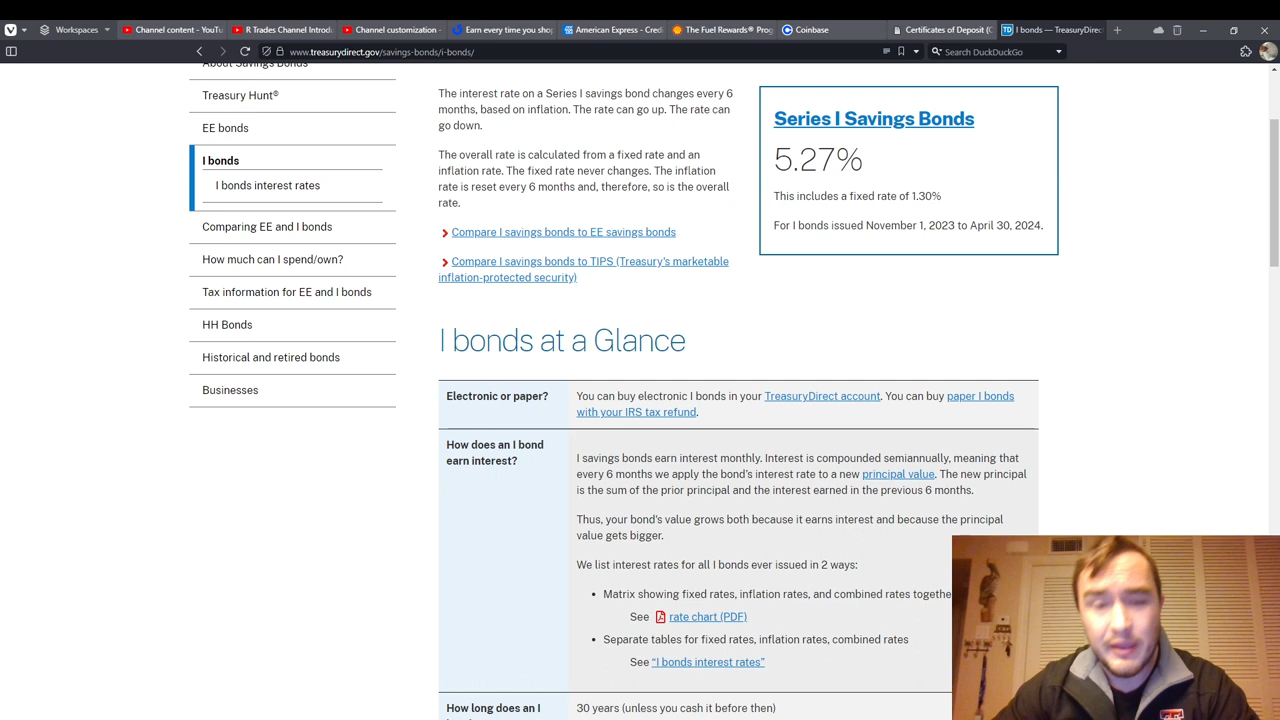 Workspaces
Channel content - YouTu
R Trades Channel Introdu
Channel customization -
Earn every time you shop
American Express - Credi
The Fuel Rewards® Prog
Coinbase
Certificates of Deposit (C
TD I bonds — TreasuryDirec
www.treasurydirect.gov/savings-bonds/i-bonds/
Search DuckDuckGo
About Savings Bonds
Treasury Hunt®
EE bonds
I bonds
I bonds interest rates
Comparing EE and I bonds
How much can I spend/own?
Tax information for EE and I bonds
HH Bonds
Historical and retired bonds
Businesses
The interest rate on a Series I savings bond changes every 6
months, based on inflation. The rate can go up. The rate can
go down.
The overall rate is calculated from a fixed rate and an
inflation rate. The fixed rate never changes. The inflation
rate is reset every 6 months and, therefore, so is the overall
rate.
Compare I savings bonds to EE savings bonds
Compare I savings bonds to TIPS (Treasury's marketable
inflation-protected security)
Series I Savings Bonds
5.27%
This includes a fixed rate of 1.30%
For I bonds issued November 1, 2023 to April 30, 2024.
I bonds at a Glance
Electronic or paper?
You can buy electronic I bonds in your TreasuryDirect account. You can buy paper I bonds
with your IRS tax refund.
How does an I bond
earn interest?
I savings bonds earn interest monthly. Interest is compounded semiannually, meaning that
every 6 months we apply the bond's interest rate to a new principal value. The new principal
is the sum of the prior principal and the interest earned in the previous 6 months.
Thus, your bond's value grows both because it earns interest and because the principal
value gets bigger.
We list interest rates for all I bonds ever issued in 2 ways:
• Matrix showing fixed rates, inflation rates, and combined rates togethe
See rate chart (PDF)
• Separate tables for fixed rates, inflation rates, combined rates
See “I bonds interest rates”
How long does an I
30 years (unless you cash it before then)